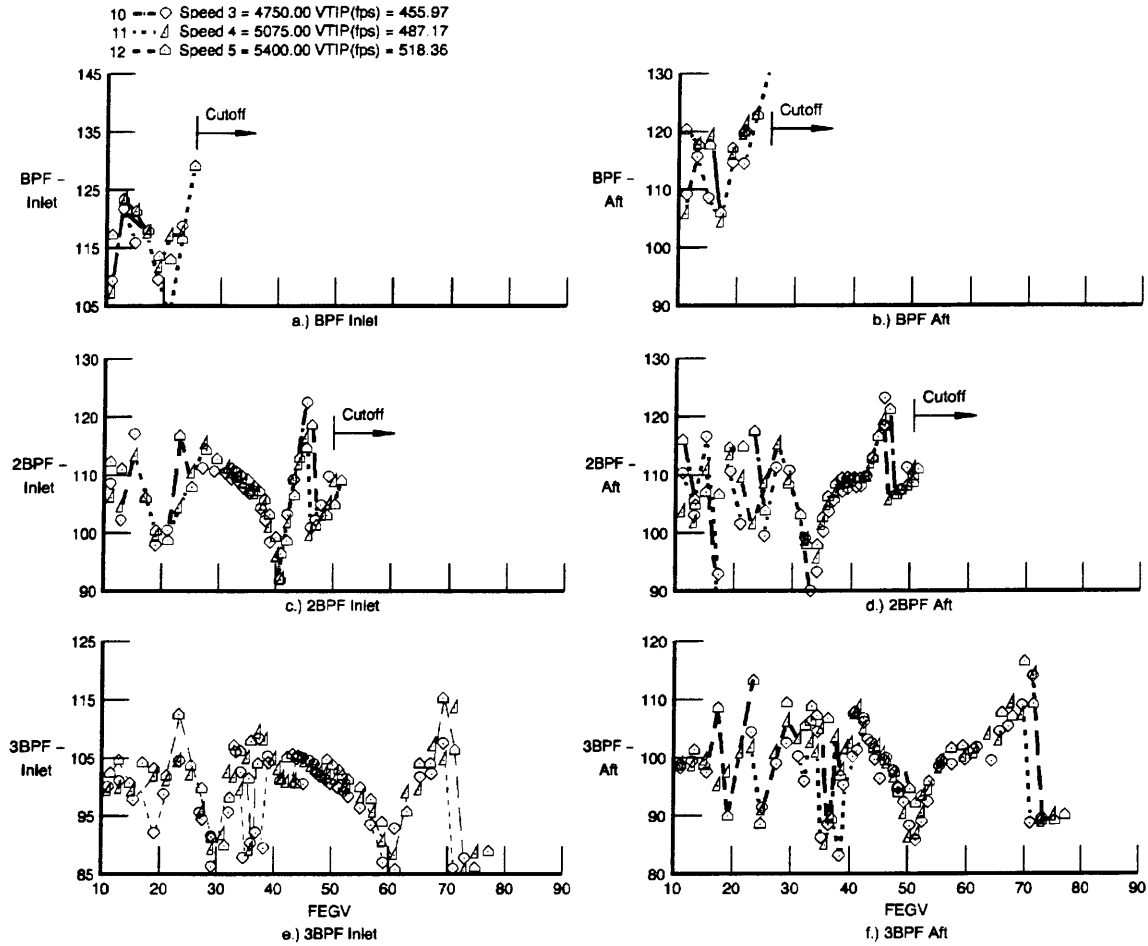 10 Speed 3 = 4750.00 VTIP(fps) = 455.97
11 Speed 4 = 5075.00 VTIP(fps) = 487.17
12 Speed 5 = 5400.00 VTIP(fps) = 518.36
145
135
125
115
105
BPF –
Inlet
Cutoff
a.) BPF Inlet
130
120
110
100
90
BPF –
Aft
Cutoff
b.) BPF Aft
130
120
110
100
90
2BPF –
Inlet
Cutoff
c.) 2BPF Inlet
130
120
110
100
90
2BPF –
Aft
Cutoff
d.) 2BPF Aft
125
115
105
95
85
3BPF –
Inlet
10 20 30 40 50 60 70 80 90
FEGV
e.) 3BPF Inlet
120
110
100
90
80
3BPF –
Aft
10 20 30 40 50 60 70 80 90
FEGV
f.) 3BPF Aft